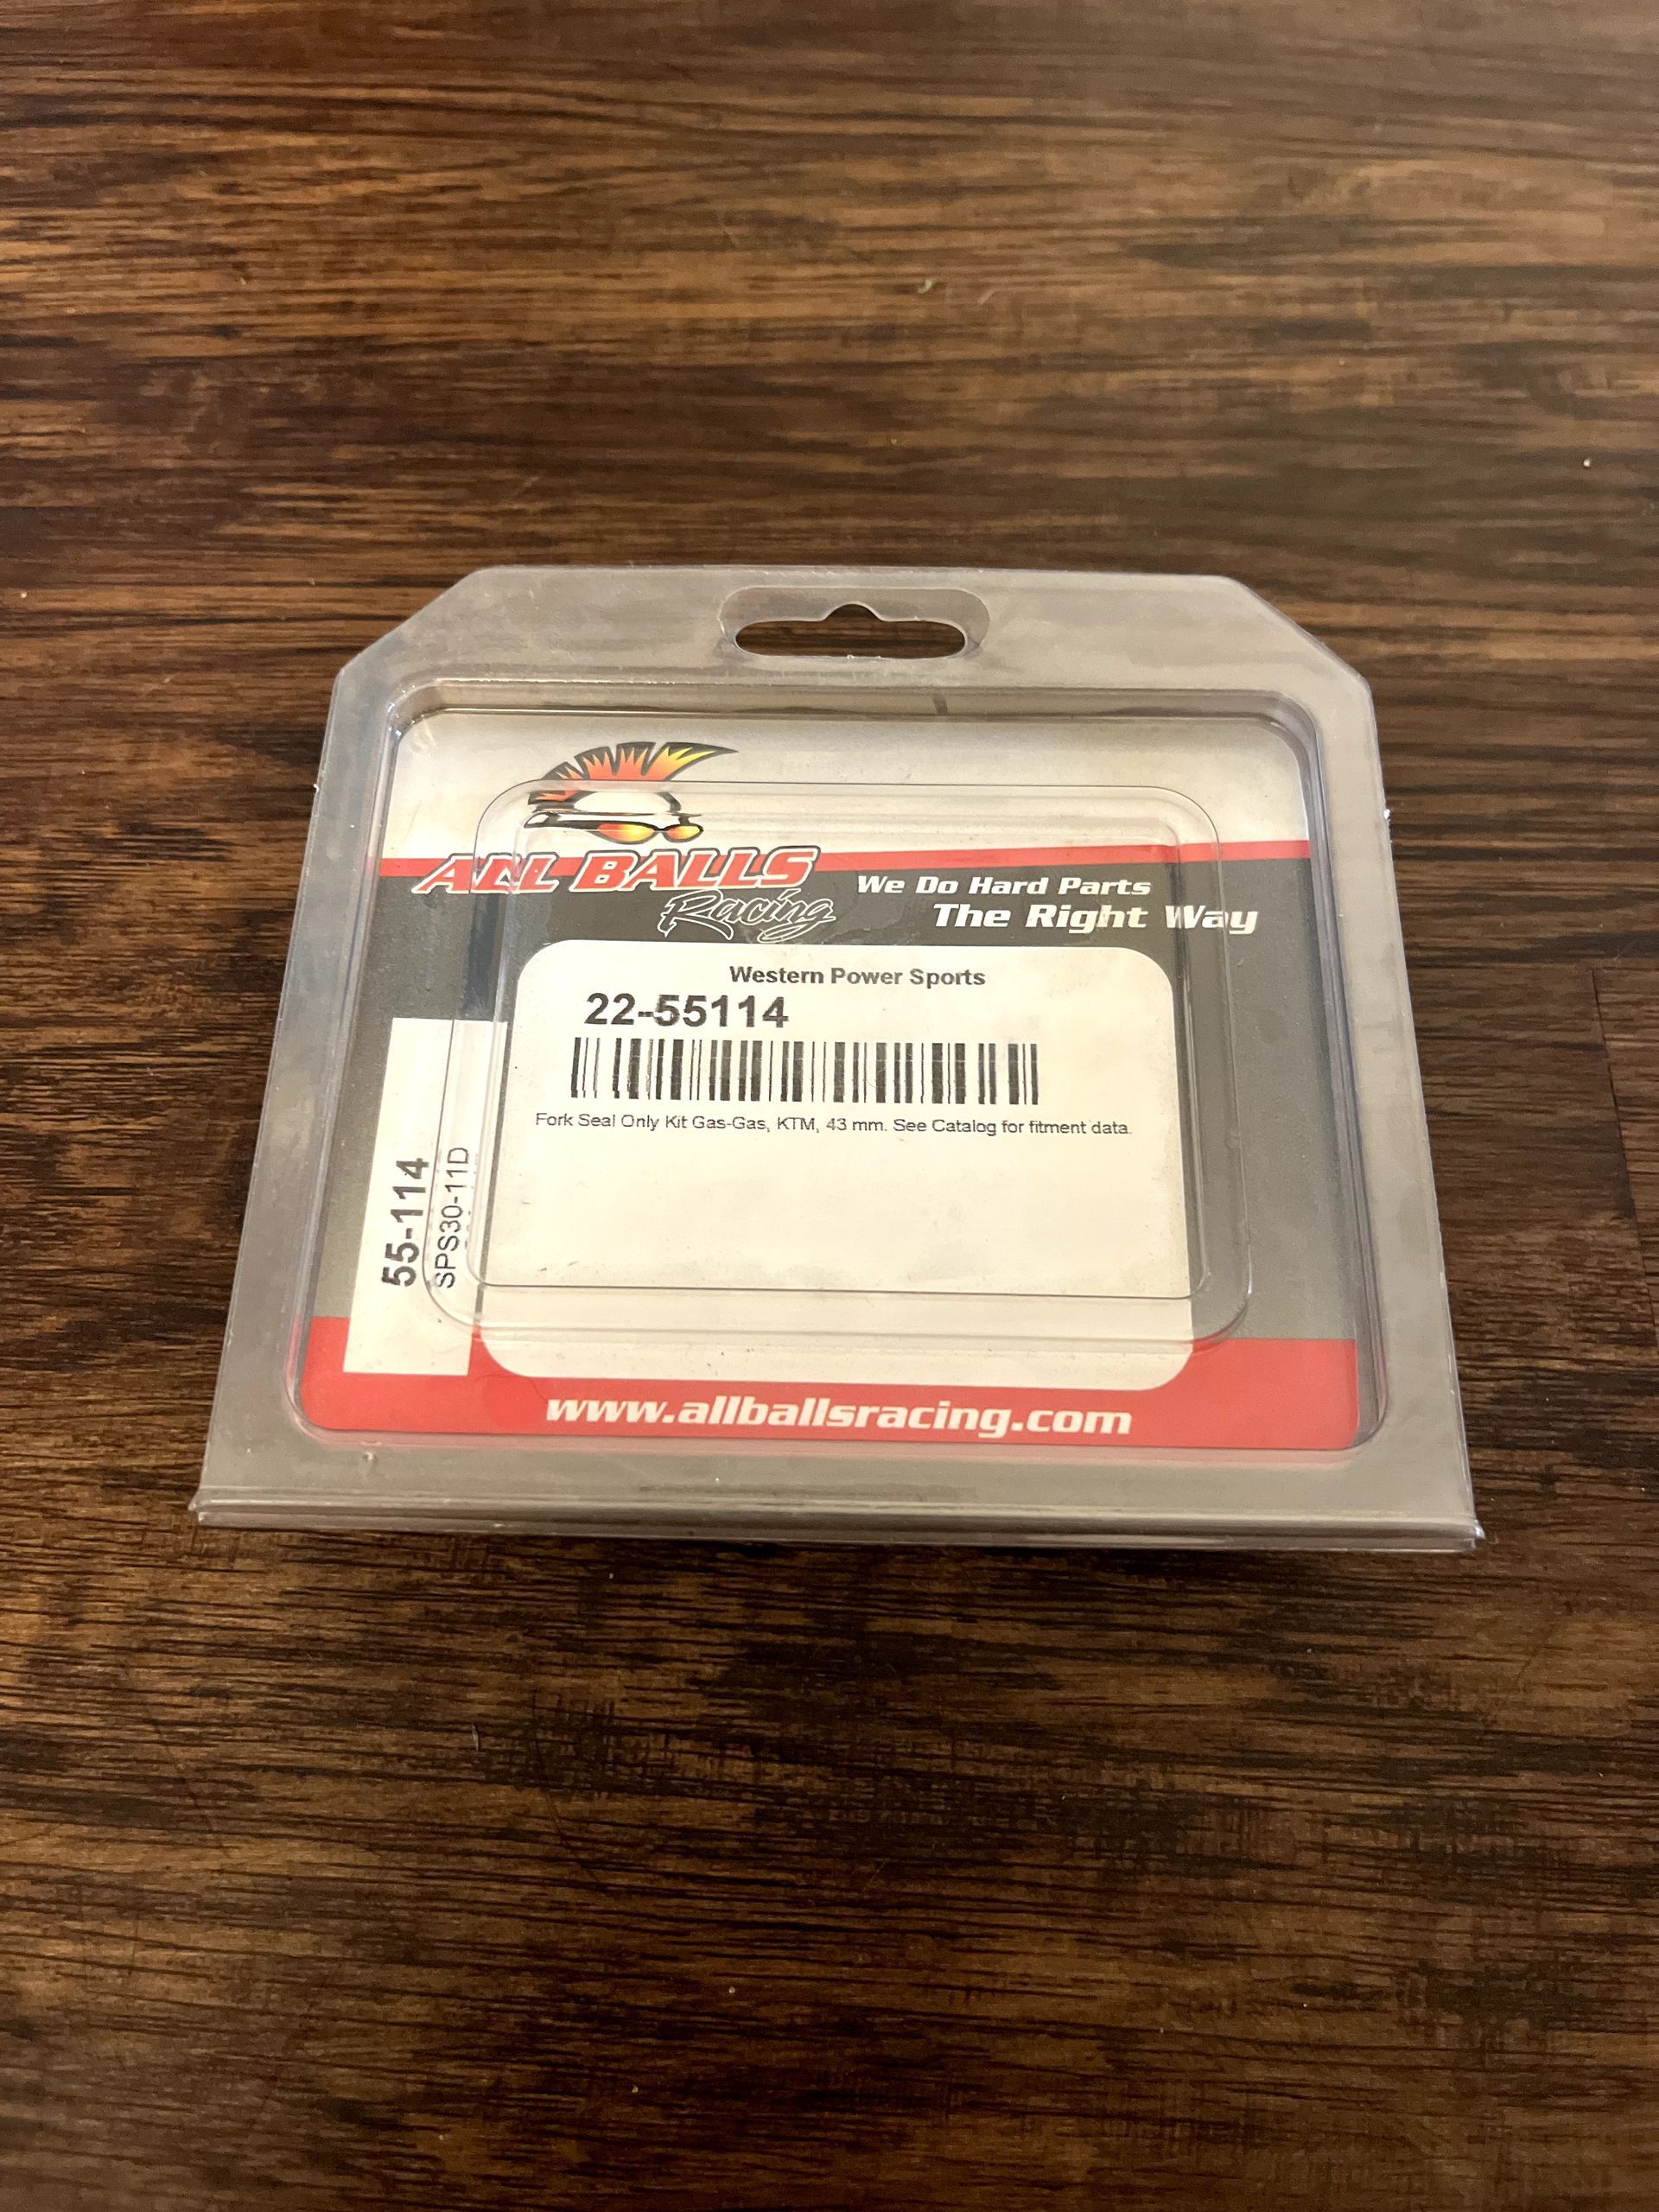 ALL BALLS
Racing
We Do Hard Parts
The Right Way
Western Power Sports
22-55114
Fork Seal Only Kit Gas-Gas, KTM, 43 mm. See Catalog for fitment data.
55-114
SPS30-11D
www.allballsracing.com